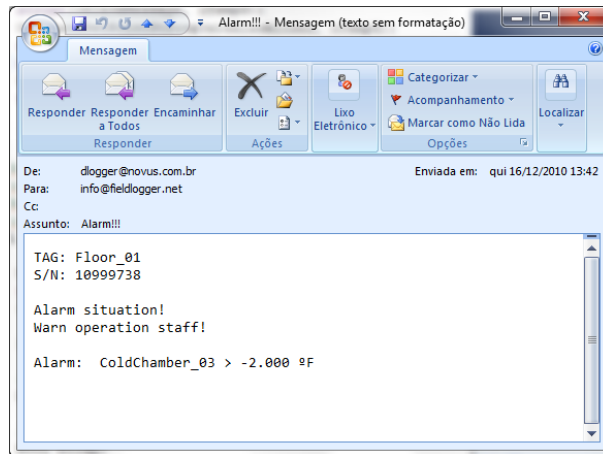 Alarm!!! - Mensagem (texto sem formatação)
Mensagem
Responder Responder a Todos Encaminhar
Responder
Excluir
Ações
Lixo Eletrônico
Categorizar
Acompanhamento
Marcar como Não Lida
Opções
Localizar
De: dlogger@novus.com.br Enviada em: qui 16/12/2010 13:42
Para: info@fieldlogger.net
Cc:
Assunto: Alarm!!!
TAG: Floor_01
S/N: 10999738
Alarm situation!
Warn operation staff!
Alarm: ColdChamber_03 > -2.000 ºF